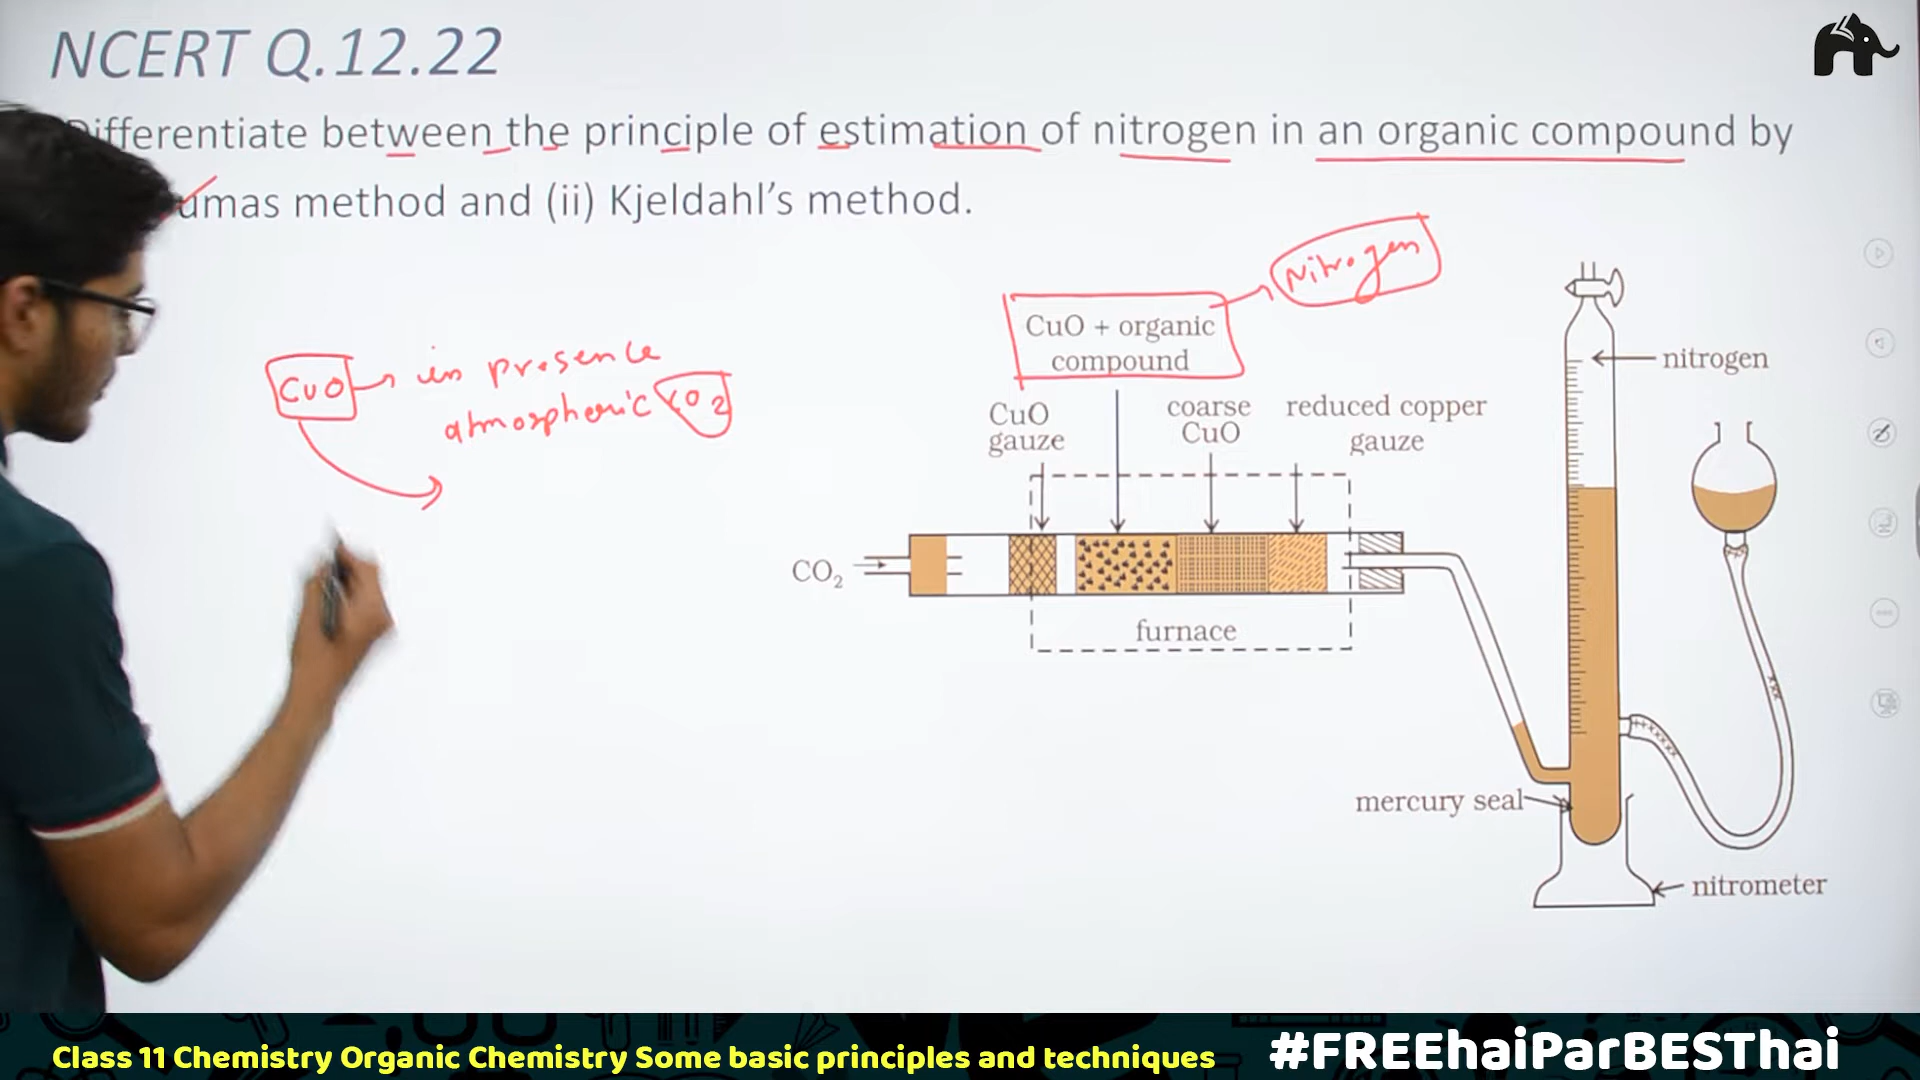 NCERT Q.12.22
Differentiate between the principle of estimation of nitrogen in an organic compound by
umas method and (ii) Kjeldahl's method.
Nitrogen
CuO + organic
compound
CuO
in presence
atmospheric CO2
CuO
gauze
coarse
CuO
reduced copper
gauze
nitrogen
CO2
furnace
mercury seal
nitrometer
Class 11 Chemistry Organic Chemistry Some basic principles and techniques
#FREEhaiParBESThai